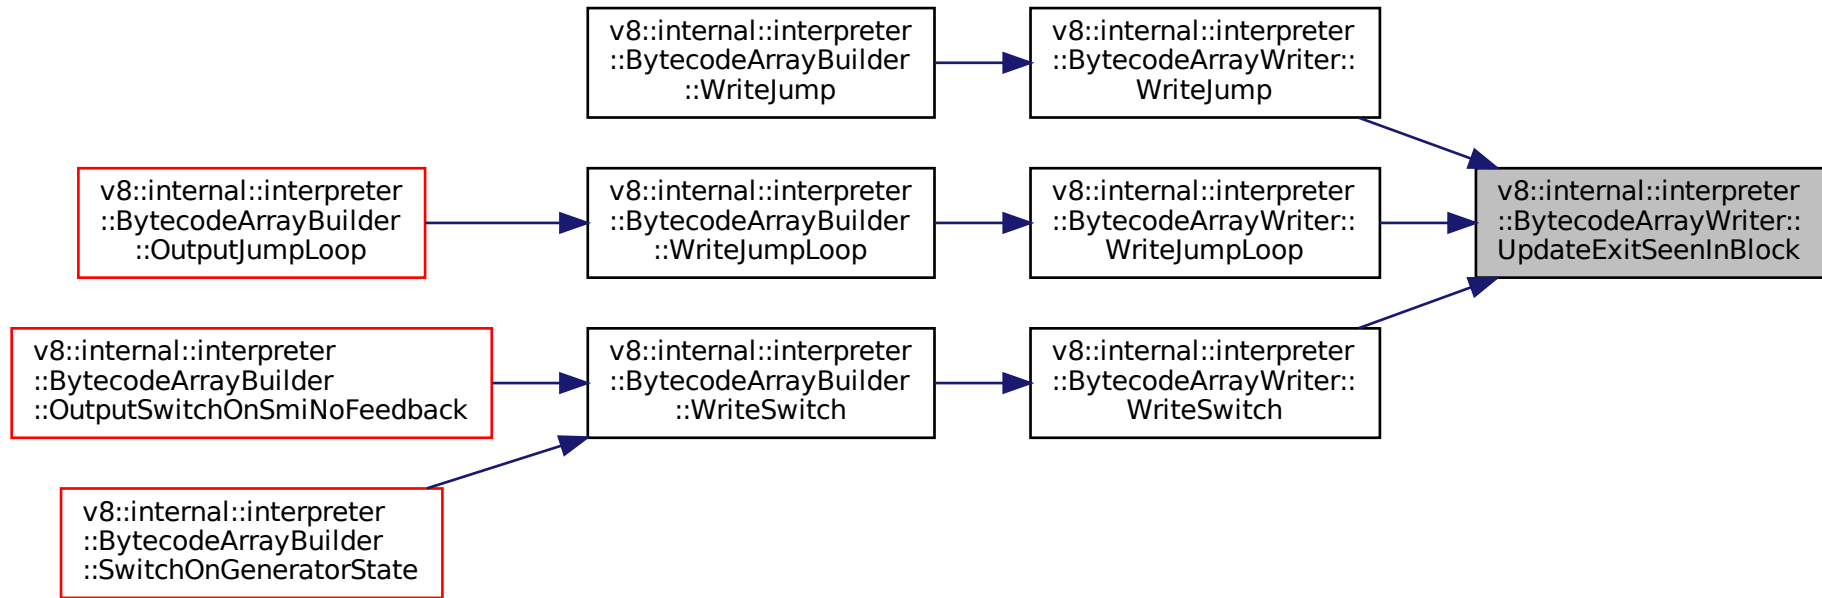 v8::internal::interpreter
::BytecodeArrayBuilder
::WriteJump
v8::internal::interpreter
::BytecodeArrayWriter::
WriteJump
v8::internal::interpreter
::BytecodeArrayBuilder
::OutputJumpLoop
v8::internal::interpreter
::BytecodeArrayBuilder
::WriteJumpLoop
v8::internal::interpreter
::BytecodeArrayWriter::
WriteJumpLoop
v8::internal::interpreter
::BytecodeArrayWriter::
UpdateExitSeenInBlock
v8::internal::interpreter
::BytecodeArrayBuilder
::OutputSwitchOnSmiNoFeedback
v8::internal::interpreter
::BytecodeArrayBuilder
::WriteSwitch
v8::internal::interpreter
::BytecodeArrayWriter::
WriteSwitch
v8::internal::interpreter
::BytecodeArrayBuilder
::SwitchOnGeneratorState